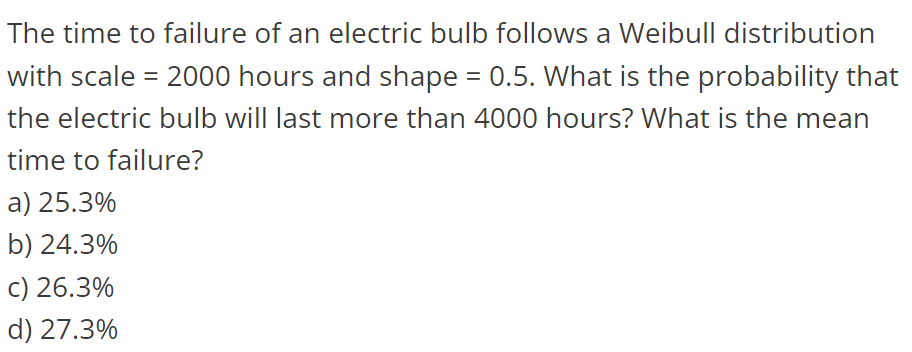 The time to failure of an electric bulb follows a Weibull distribution
with scale = 2000 hours and shape = 0.5. What is the probability that
the electric bulb will last more than 4000 hours? What is the mean
time to failure?
a) 25.3%
b) 24.3%
c) 26.3%
d) 27.3%